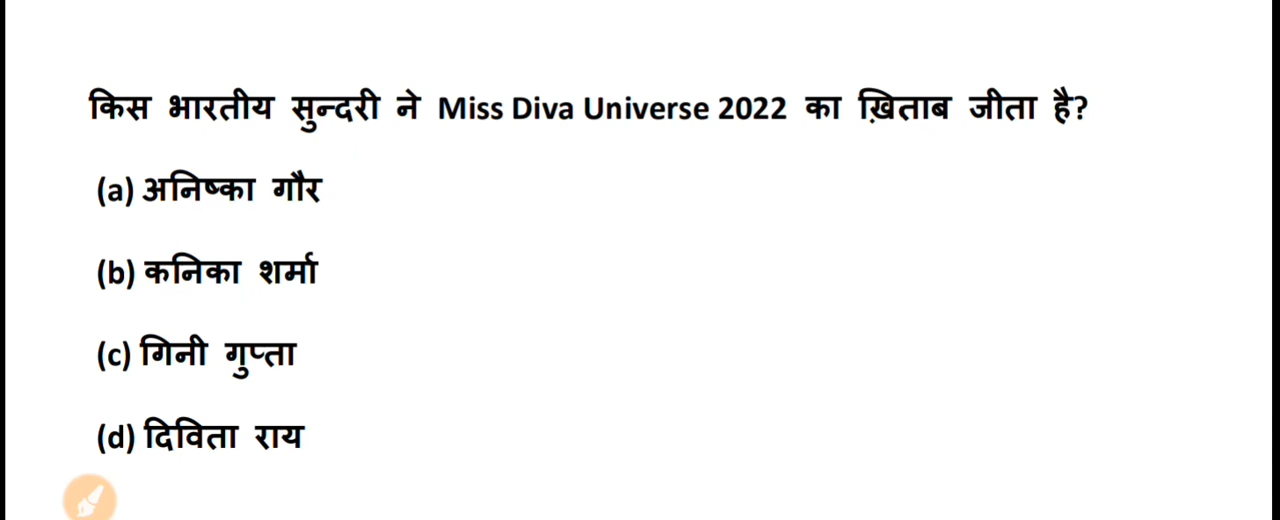 किस भारतीय सुन्दरी ने Miss Diva Universe 2022 का ख़िताब जीता है?
(a) अनिष्का गौर
(b) कनिका शर्मा
(c) गिनी गुप्ता
(d) दिविता राय